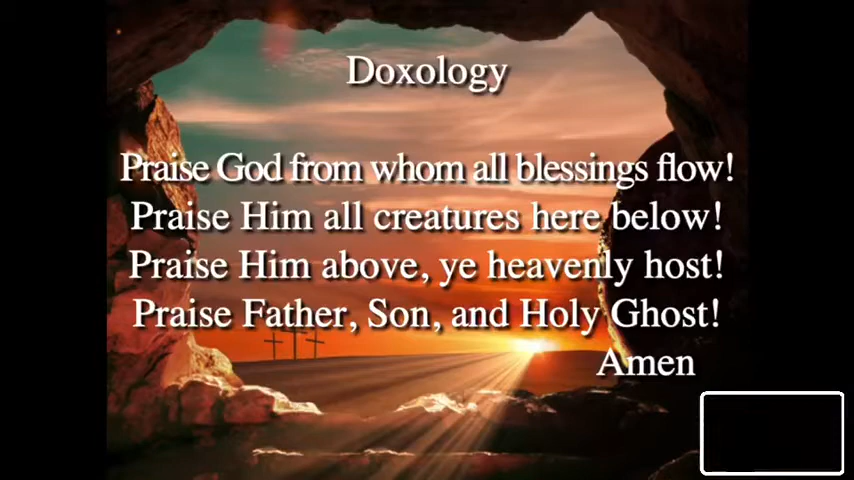 Doxology
Praise God from whom all blessings flow!
Praise Him all creatures here below!
Praise Him above, ye heavenly host!
Praise Father, Son, and Holy Ghost!
Amen